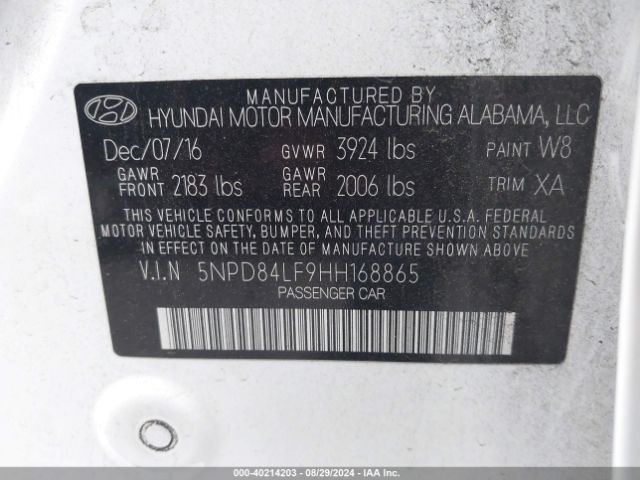 MANUFACTURED BY
HYUNDAI MOTOR MANUFACTURING ALABAMA, LLC
Dec/07/16 GVWR 3924 lbs PAINT W8
GAWR FRONT 2183 lbs GAWR REAR 2006 lbs TRIM XA
THIS VEHICLE CONFORMS TO ALL APPLICABLE U.S.A. FEDERAL
MOTOR VEHICLE SAFETY, BUMPER, AND THEFT PREVENTION STANDARDS
IN EFFECT ON THE DATE OF MANUFACTURE SHOWN ABOVE
V.I.N 5NPD84LF9HH168865
PASSENGER CAR
000-40214203 - 08/29/2024 - IAA Inc.